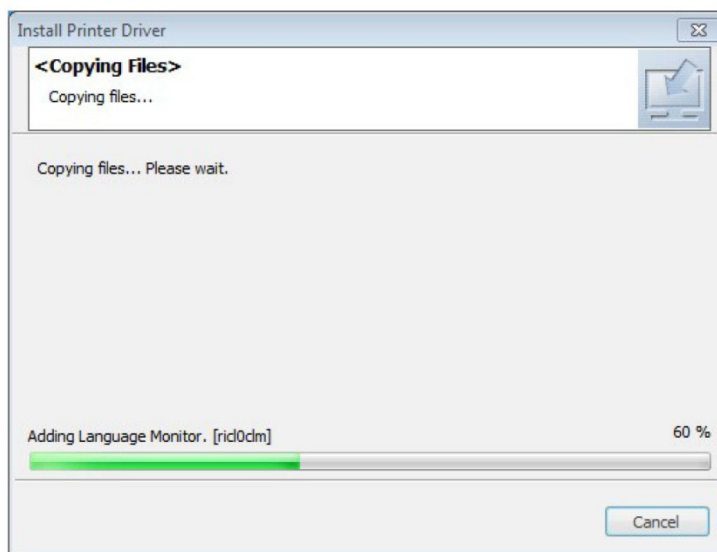 Install Printer Driver
<Copying Files>
Copying files...
Copying files... Please wait.
Adding Language Monitor. [ricl0clm]
60 %
Cancel